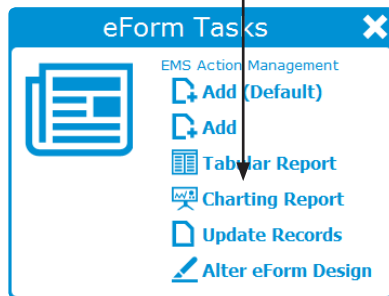 eForm Tasks
EMS Action Management
Add (Default)
Add
Tabular Report
Charting Report
Update Records
Alter eForm Design